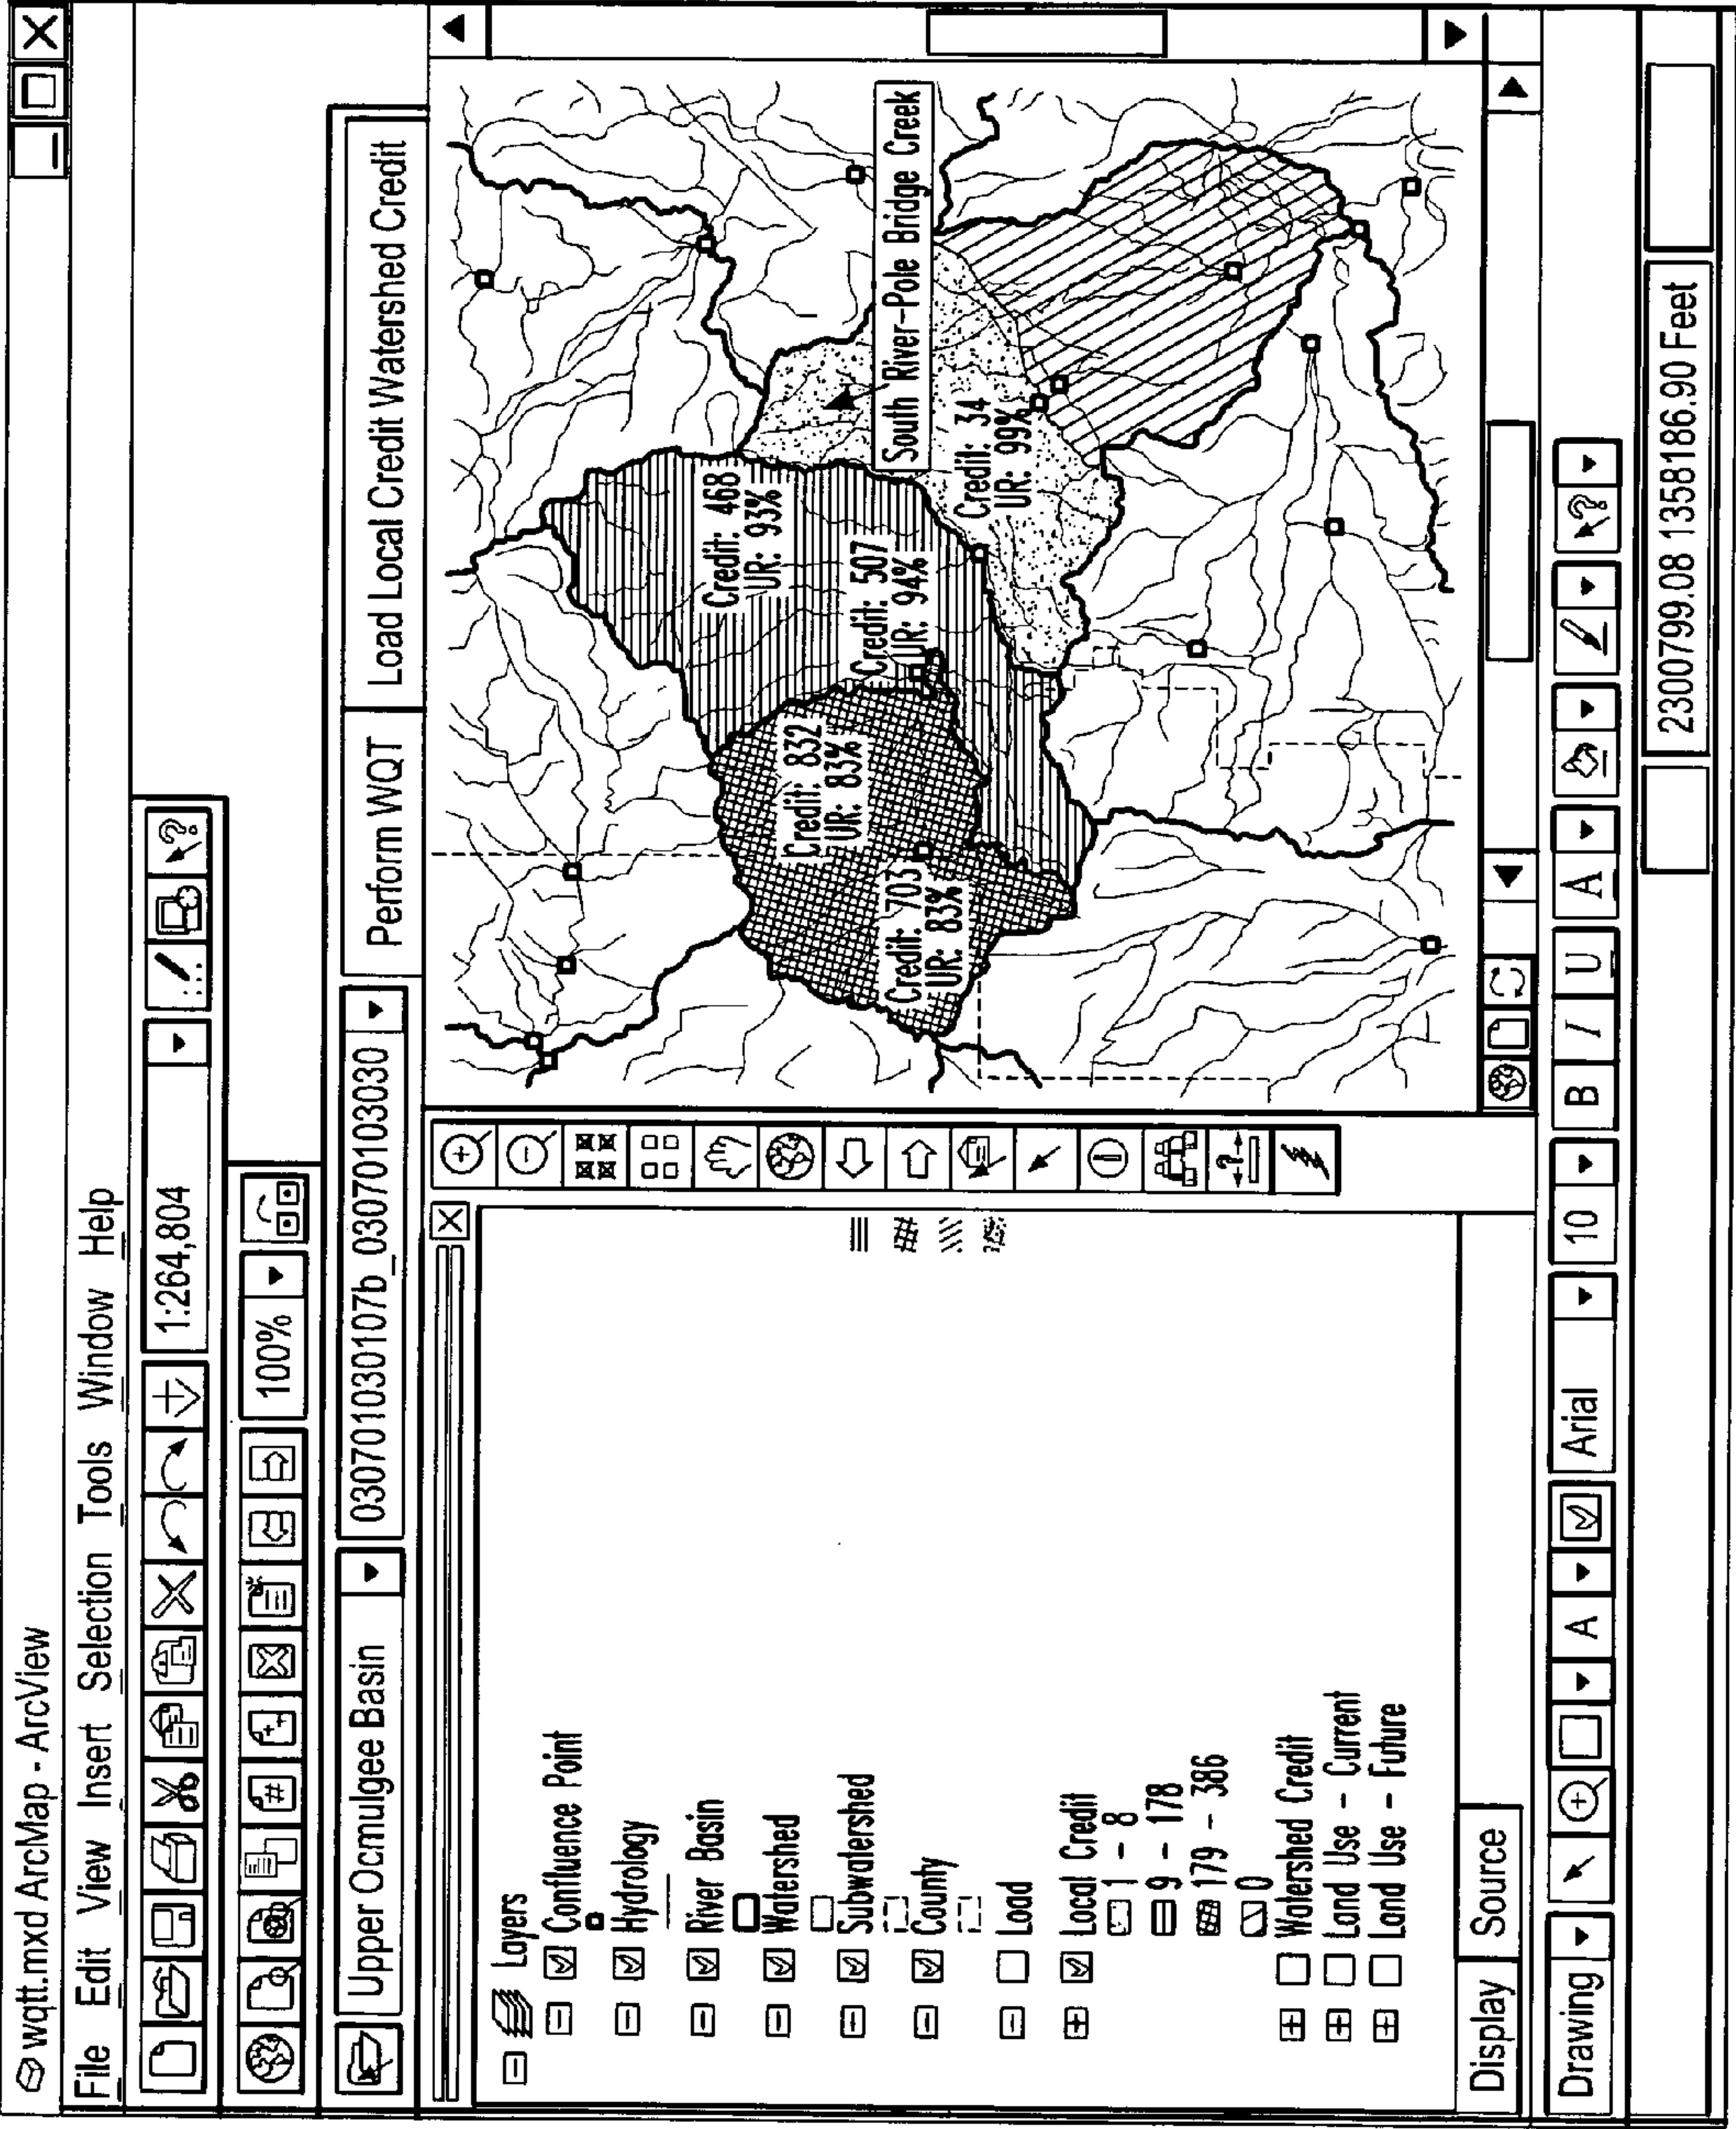 wqtt.mxd ArcMap - ArcView
File Edit View Insert Selection Tools Window Help
1:264,804
100%
Upper Ocmulgee Basin
030701030107b_0307010103030
Perform WQT
Load Local Credit Watershed Credit
Layers
Confluence Point
Hydrology
River Basin
Watershed
Subwatershed
County
Load
Local Credit
1 - 8
9 - 178
179 - 386
0
Watershed Credit
Land Use - Current
Land Use - Future
Display Source
Credit: 468
UR: 93%
Credit: 507
UR: 94%
Credit: 832
UR: 83%
Credit: 703
UR: 83%
South River-Pole Bridge Creek
Credit: 34
UR: 99%
Drawing
A
Arial
10
B I U A
2300799.08 1358186.90 Feet